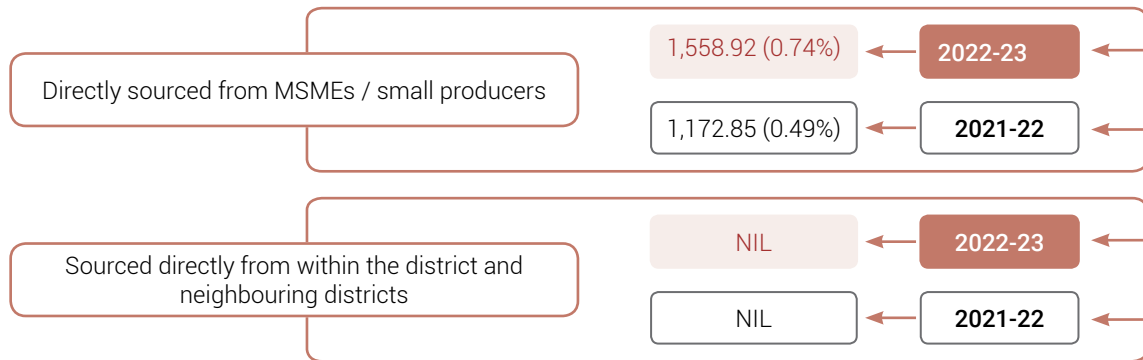 Directly sourced from MSMEs / small producers
1,558.92 (0.74%)
2022-23
1,172.85 (0.49%)
2021-22
Sourced directly from within the district and
neighbouring districts
NIL
2022-23
NIL
2021-22